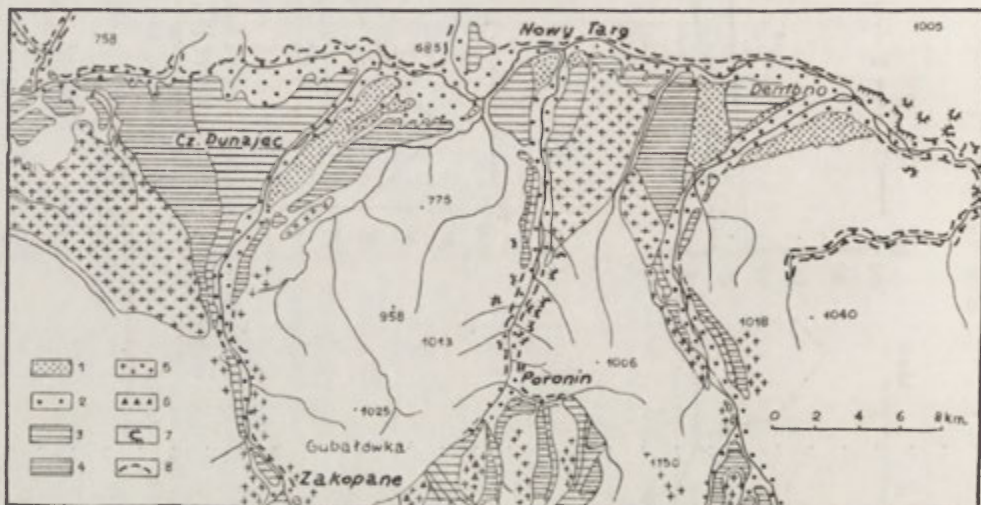 758
685
Nowy Targ
1005
Cz. Dunajec
Dembno
775
958
1013
1018
1040
1006
Poronin
1025
Gubałówka
Zakopane
1150
1 5
2 6
3 7
4 8
0 2 4 6 8 km.